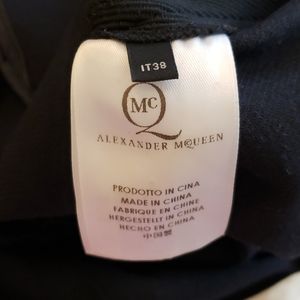 IT38
McQ
ALEXANDER McQUEEN
PRODOTTO IN CINA
MADE IN CHINA
FABRIQUE EN CHINE
HERGESTELLT IN CHINA
HECHO EN CHINA
中国製